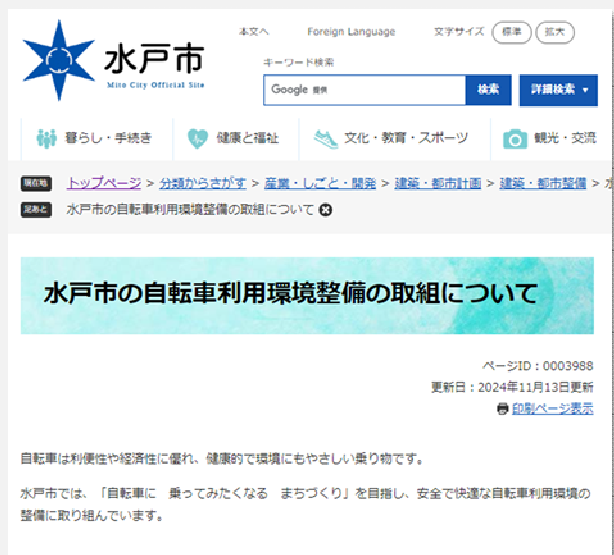 水戸市
Mito City Official Site
本文へ
Foreign Language
文字サイズ 標準 拡大
キーワード検索
Google 提供 検索 詳細検索 ▼
暮らし・手続き 健康と福祉 文化・教育・スポーツ 観光・交流
現在地 トップページ > 分類からさがす > 産業・しごと・開発 > 建築・都市計画 > 建築・都市整備 > 水
足あと 水戸市の自転車利用環境整備の取組について
水戸市の自転車利用環境整備の取組について
ページID:0003988
更新日:2024年11月13日更新
印刷ページ表示
自転車は利便性や経済性に優れ、健康的で環境にもやさしい乗り物です。
水戸市では、「自転車に 乗ってみたくなる まちづくり」を目指し、安全で快適な自転車利用環境の
整備に取り組んでいます。